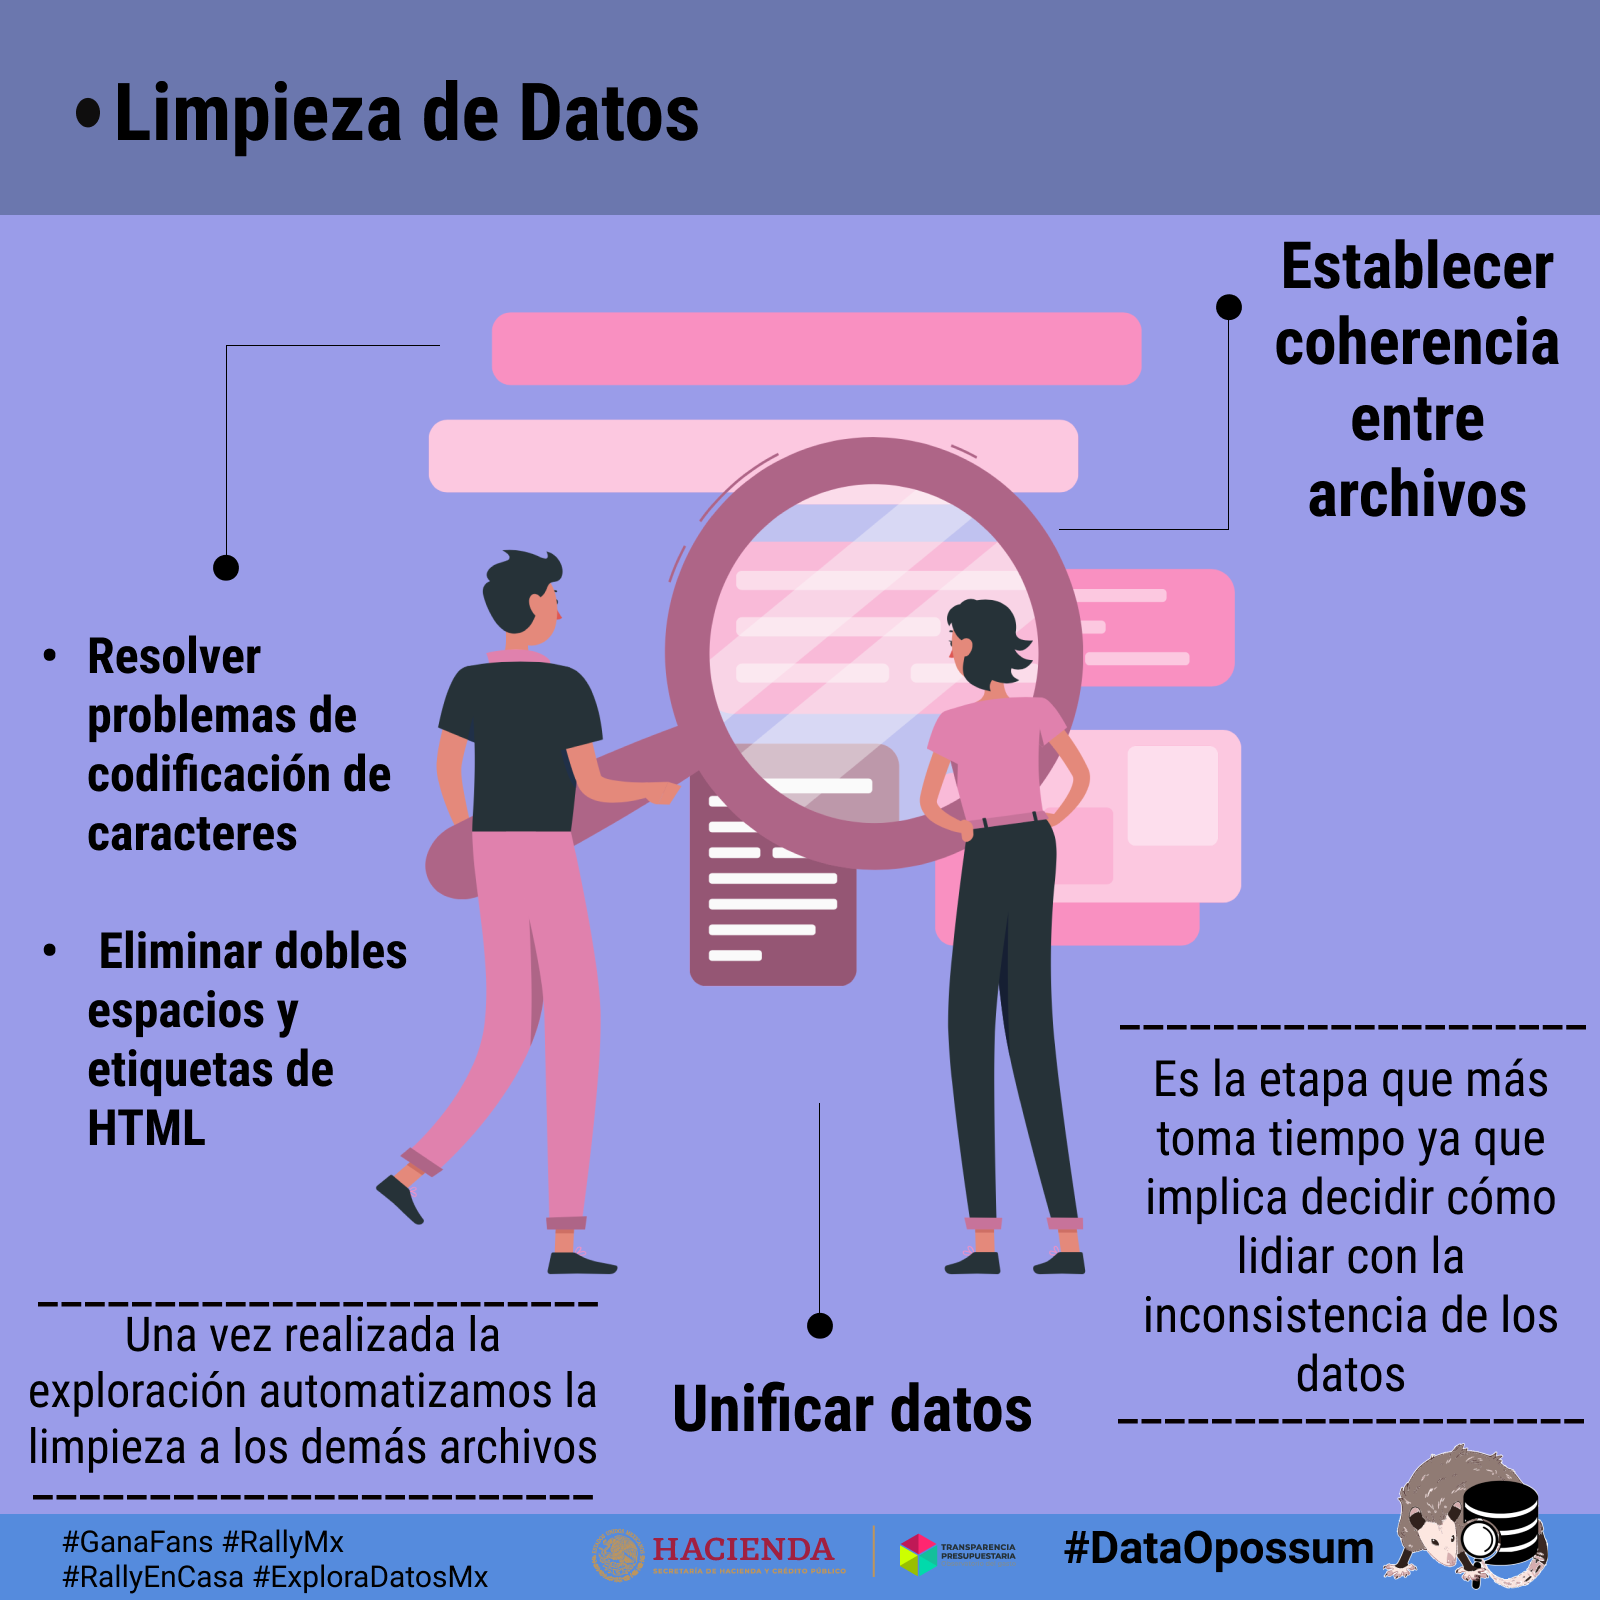 • Limpieza de Datos
Establecer
coherencia
entre
archivos
• Resolver
problemas de
codificación de
caracteres
• Eliminar dobles
espacios y
etiquetas de
HTML
Es la etapa que más
toma tiempo ya que
implica decidir cómo
lidiar con la
inconsistencia de los
datos
Una vez realizada la
exploración automatizamos la
limpieza a los demás archivos
Unificar datos
#GanaFans #RallyMx
#RallyEnCasa #ExploraDatosMx
HACIENDA
SECRETARÍA DE HACIENDA Y CRÉDITO PÚBLICO
TRANSPARENCIA
PRESUPUESTARIA
#DataOpossum